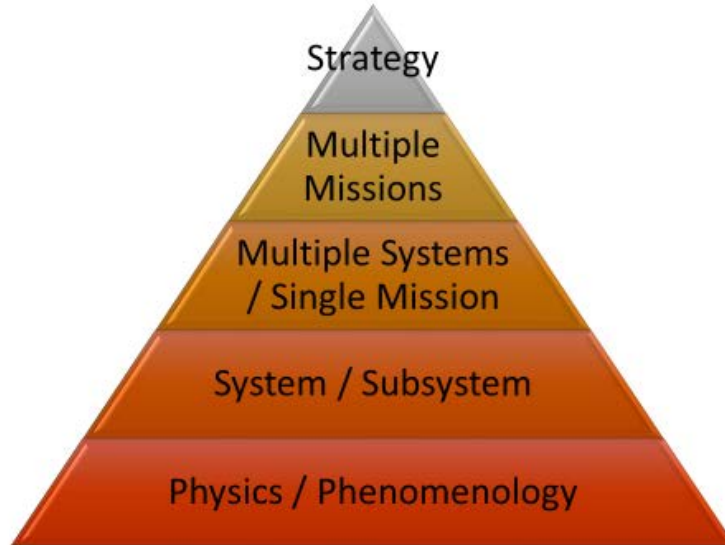 Strategy
Multiple
Missions
Multiple Systems
/ Single Mission
System / Subsystem
Physics / Phenomenology